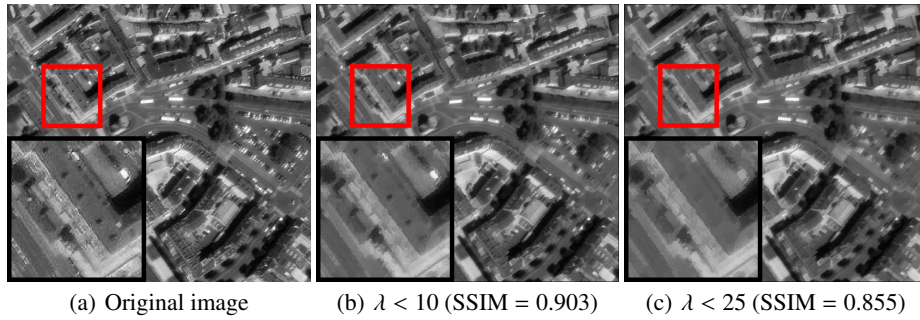 (a) Original image
(b) λ < 10 (SSIM = 0.903)
(c) λ < 25 (SSIM = 0.855)